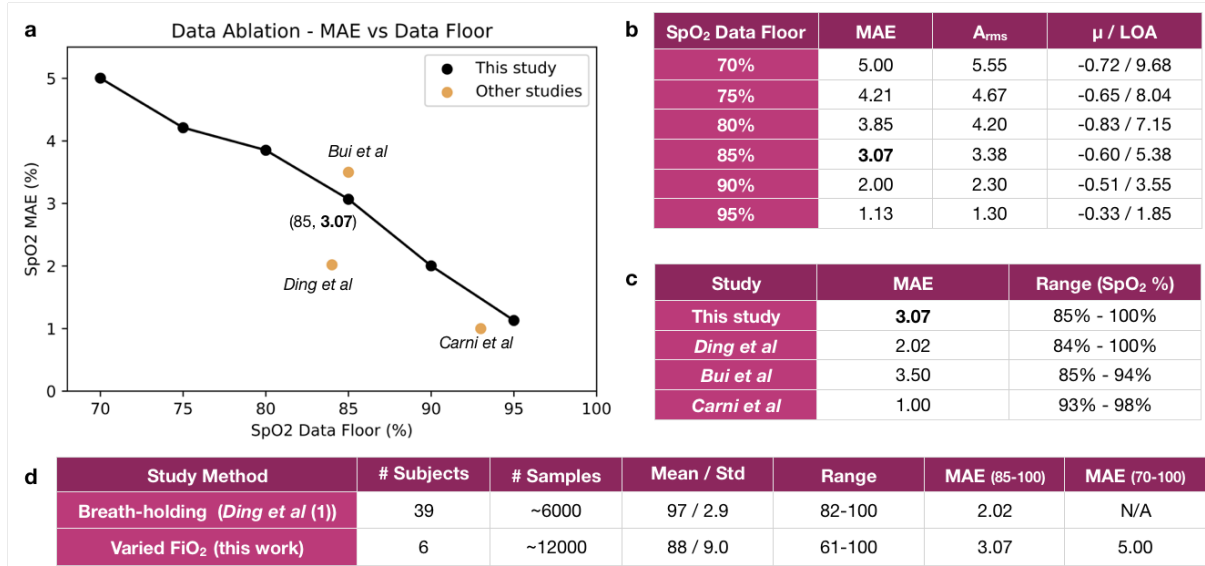 a
Data Ablation - MAE vs Data Floor
This study
Other studies
Bui et al
(85, 3.07)
Ding et al
Carni et al
SpO2 MAE (%)
5
4
3
2
1
0
70 75 80 85 90 95 100
SpO2 Data Floor (%)
b
SpO₂ Data Floor MAE Aᵣₘₛ µ / LOA
70% 5.00 5.55 -0.72 / 9.68
75% 4.21 4.67 -0.65 / 8.04
80% 3.85 4.20 -0.83 / 7.15
85% 3.07 3.38 -0.60 / 5.38
90% 2.00 2.30 -0.51 / 3.55
95% 1.13 1.30 -0.33 / 1.85
c
Study MAE Range (SpO₂ %)
This study 3.07 85% - 100%
Ding et al 2.02 84% - 100%
Bui et al 3.50 85% - 94%
Carni et al 1.00 93% - 98%
d
Study Method # Subjects # Samples Mean / Std Range MAE (85-100) MAE (70-100)
Breath-holding (Ding et al (1)) 39 ~6000 97 / 2.9 82-100 2.02 N/A
Varied FiO₂ (this work) 6 ~12000 88 / 9.0 61-100 3.07 5.00